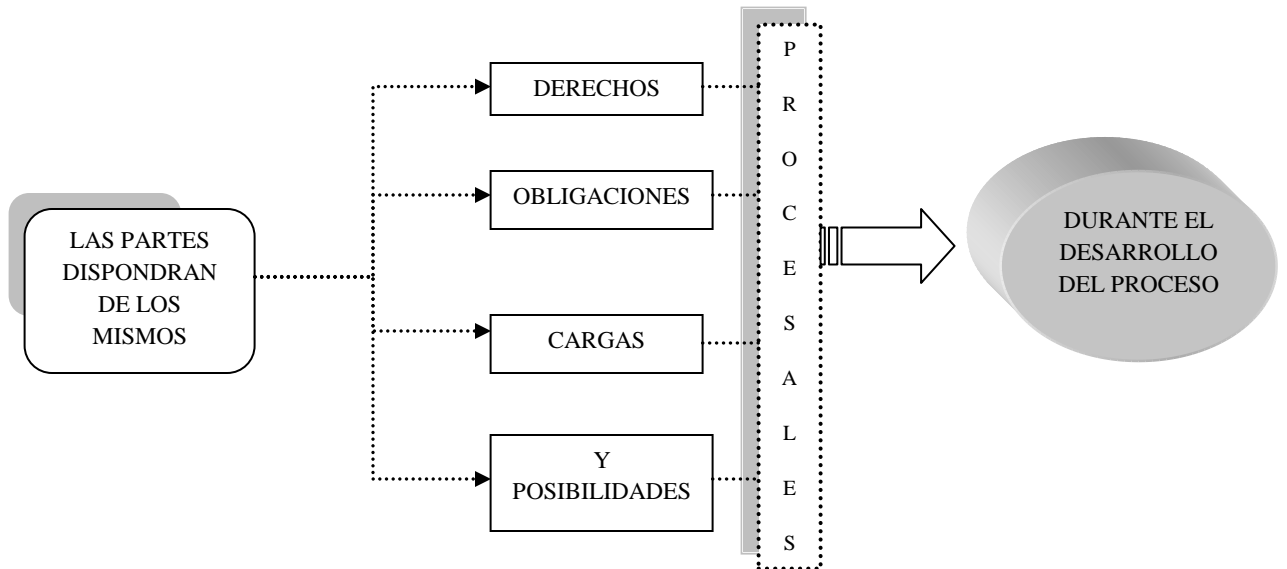 LAS PARTES
DISPONDRAN
DE LOS
MISMOS
DERECHOS
OBLIGACIONES
CARGAS
Y
POSIBILIDADES
P
R
O
C
E
S
A
L
E
S
DURANTE EL
DESARROLLO
DEL PROCESO